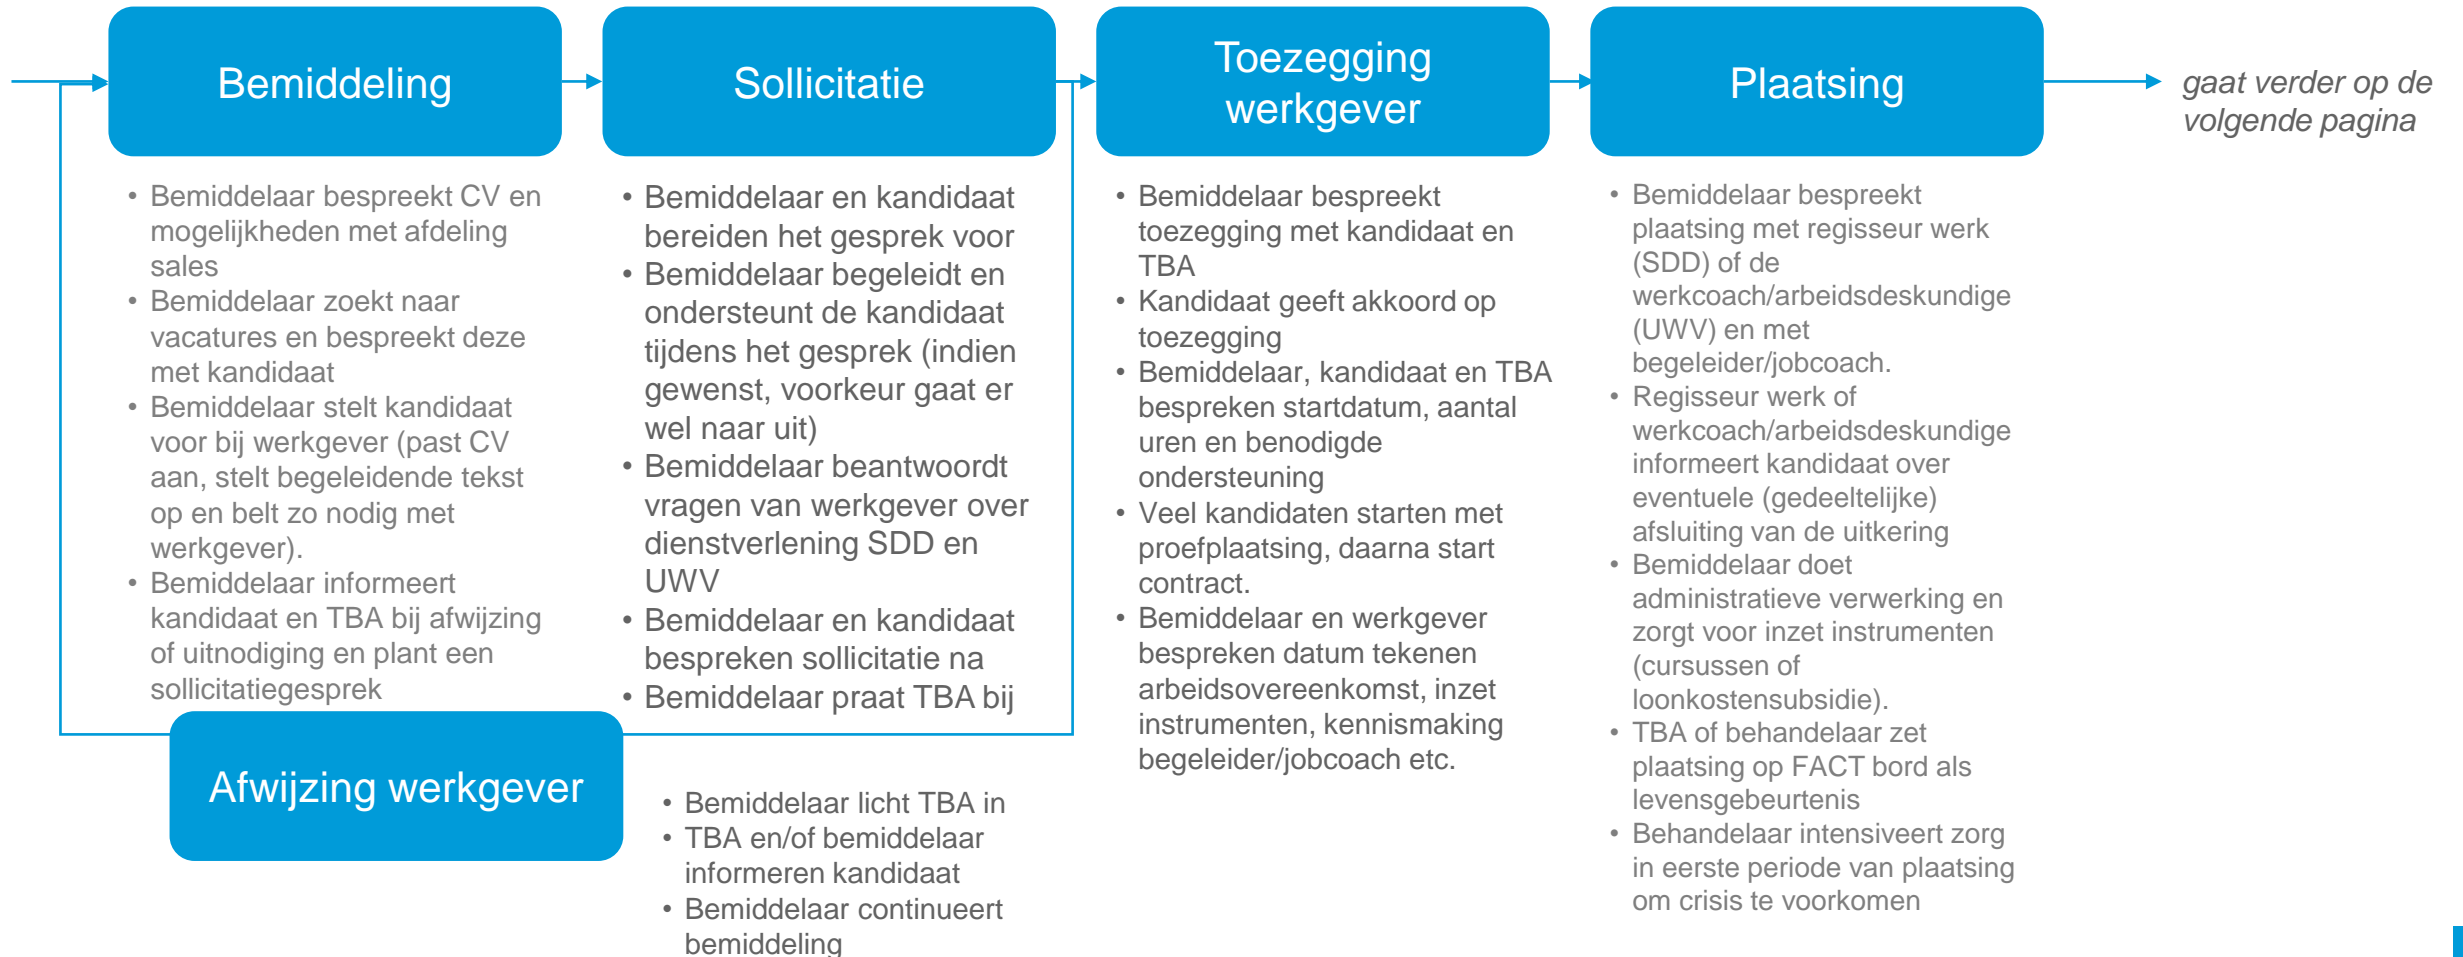 Bemiddeling
• Bemiddelaar bespreekt CV en
mogelijkheden met afdeling
sales
• Bemiddelaar zoekt naar
vacatures en bespreekt deze
met kandidaat
• Bemiddelaar stelt kandidaat
voor bij werkgever (past CV
aan, stelt begeleidende tekst
op en belt zo nodig met
werkgever).
• Bemiddelaar informeert
kandidaat en TBA bij afwijzing
of uitnodiging en plant een
sollicitatiegesprek
Sollicitatie
• Bemiddelaar en kandidaat
bereiden het gesprek voor
• Bemiddelaar begeleidt en
ondersteunt de kandidaat
tijdens het gesprek (indien
gewenst, voorkeur gaat er
wel naar uit)
• Bemiddelaar beantwoordt
vragen van werkgever over
dienstverlening SDD en
UWV
• Bemiddelaar en kandidaat
bespreken sollicitatie na
• Bemiddelaar praat TBA bij
Afwijzing werkgever
• Bemiddelaar licht TBA in
• TBA en/of bemiddelaar
informeren kandidaat
• Bemiddelaar continueert
bemiddeling
Toezegging
werkgever
• Bemiddelaar bespreekt
toezegging met kandidaat en
TBA
• Kandidaat geeft akkoord op
toezegging
• Bemiddelaar, kandidaat en TBA
bespreken startdatum, aantal
uren en benodigde
ondersteuning
• Veel kandidaten starten met
proefplaatsing, daarna start
contract.
• Bemiddelaar en werkgever
bespreken datum tekenen
arbeidsovereenkomst, inzet
instrumenten, kennismaking
begeleider/jobcoach etc.
Plaatsing
• Bemiddelaar bespreekt
plaatsing met regisseur werk
(SDD) of de
werkcoach/arbeidsdeskundige
(UWV) en met
begeleider/jobcoach.
• Regisseur werk of
werkcoach/arbeidsdeskundige
informeert kandidaat over
eventuele (gedeeltelijke)
afsluiting van de uitkering
• Bemiddelaar doet
administratieve verwerking en
zorgt voor inzet instrumenten
(cursussen of
loonkostensubsidie).
• TBA of behandelaar zet
plaatsing op FACT bord als
levensgebeurtenis
• Behandelaar intensiveert zorg
in eerste periode van plaatsing
om crisis te voorkomen
gaat verder op de
volgende pagina